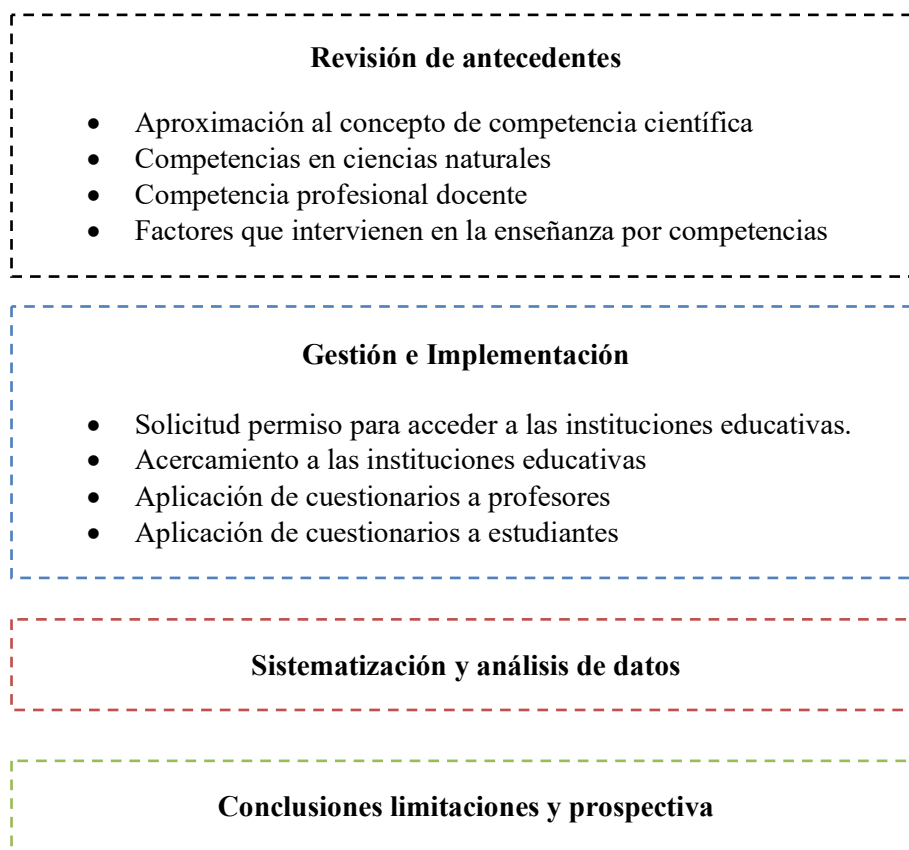 Revisión de antecedentes
• Aproximación al concepto de competencia científica
• Competencias en ciencias naturales
• Competencia profesional docente
• Factores que intervienen en la enseñanza por competencias
Gestión e Implementación
• Solicitud permiso para acceder a las instituciones educativas.
• Acercamiento a las instituciones educativas
• Aplicación de cuestionarios a profesores
• Aplicación de cuestionarios a estudiantes
Sistematización y análisis de datos
Conclusiones limitaciones y prospectiva